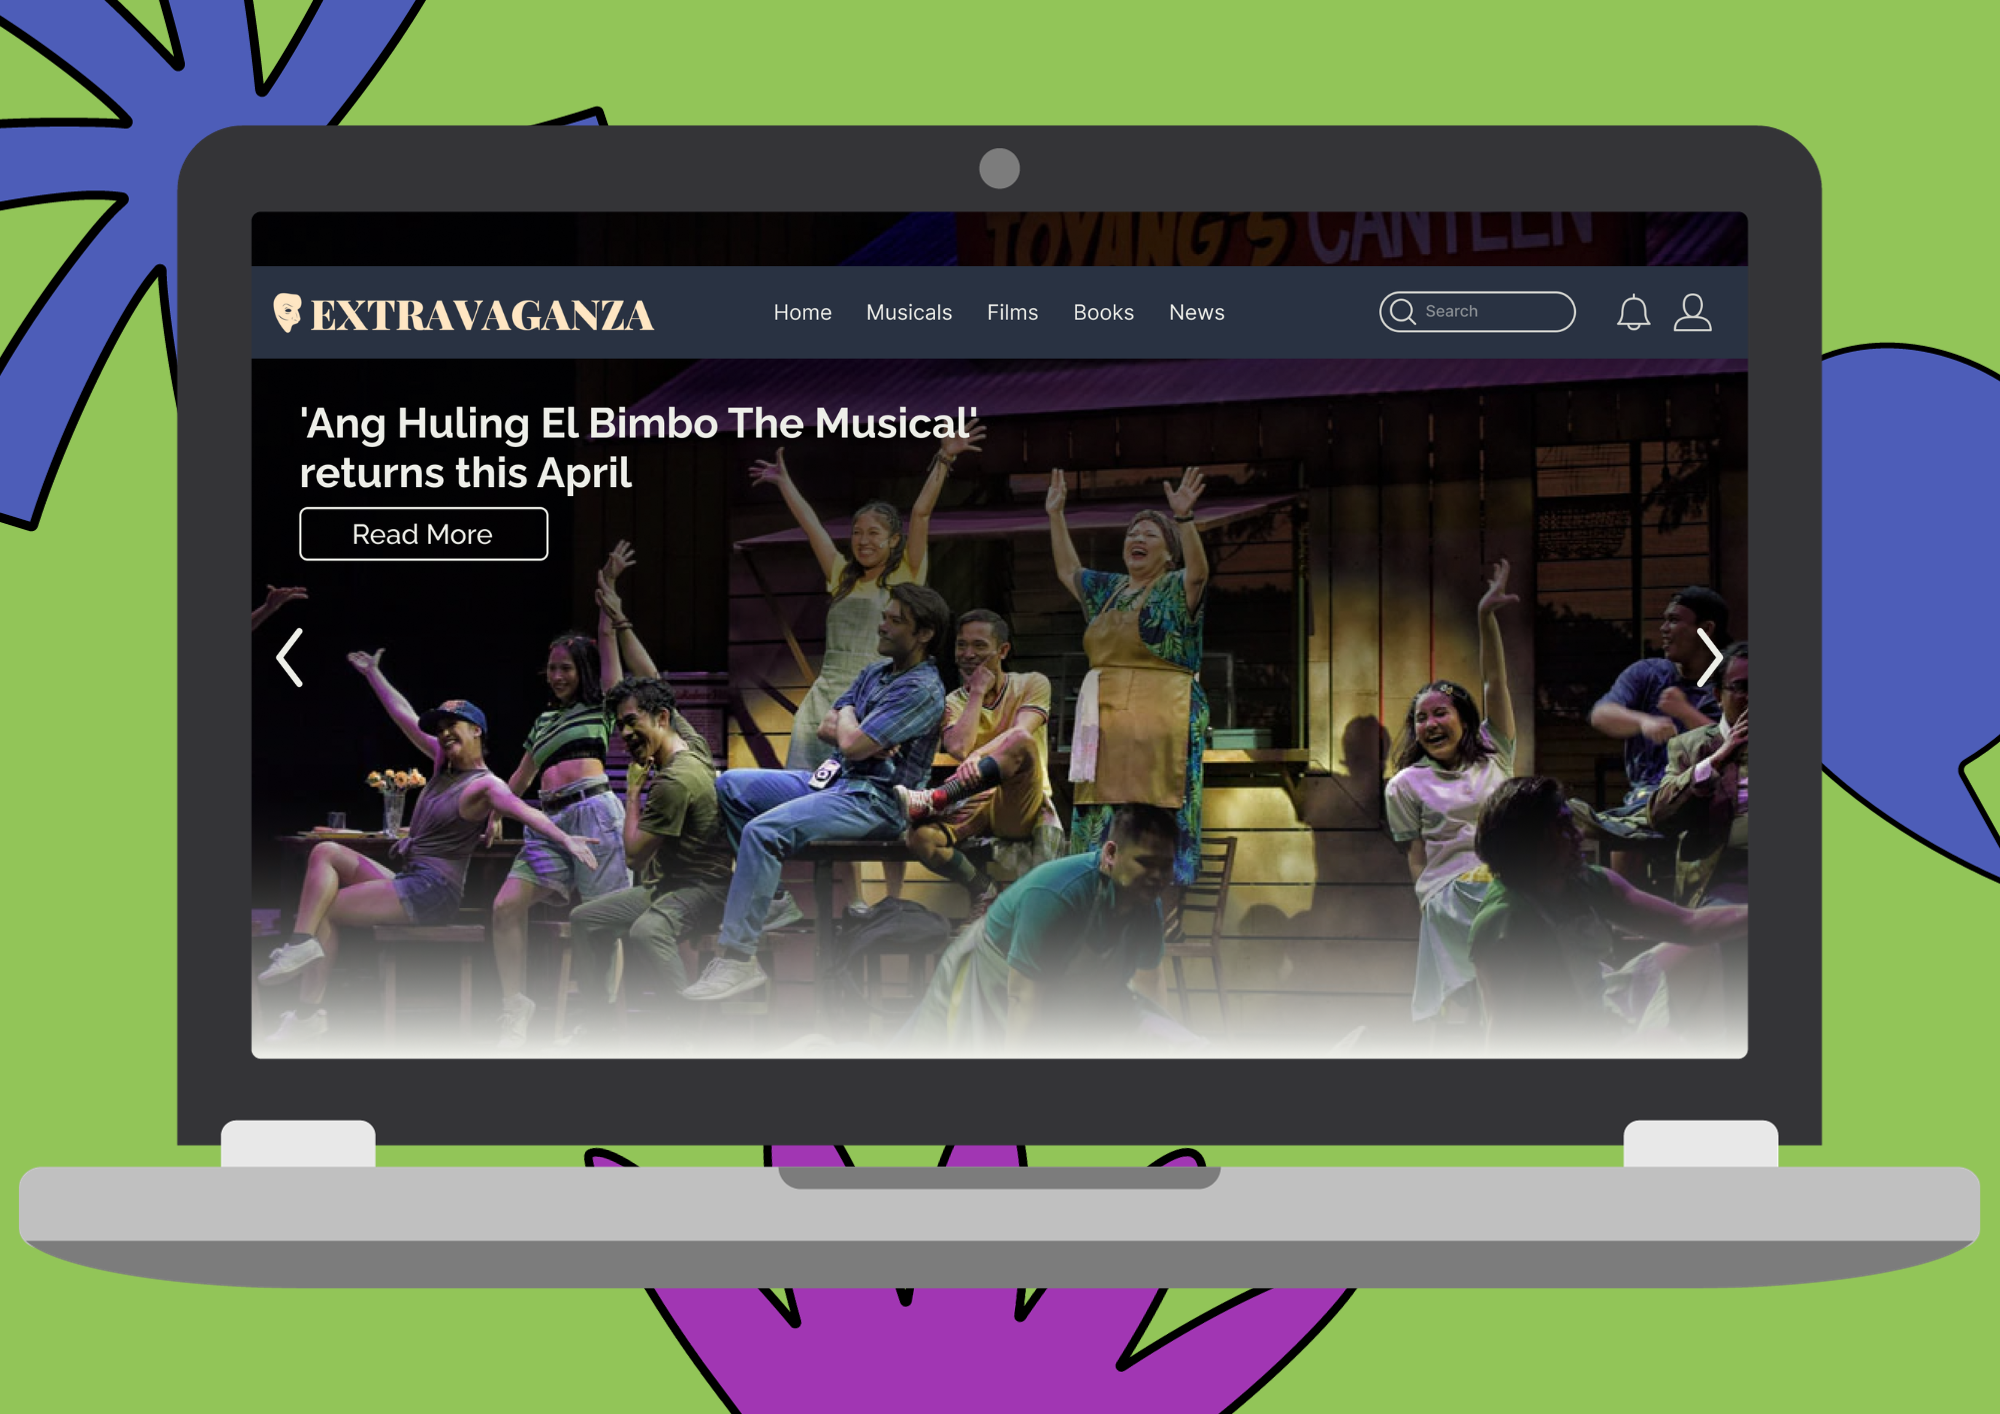 TOYANG'S CANTEEN
EXTRAVAGANZA
Home Musicals Films Books News
Search
'Ang Huling El Bimbo The Musical'
returns this April
Read More